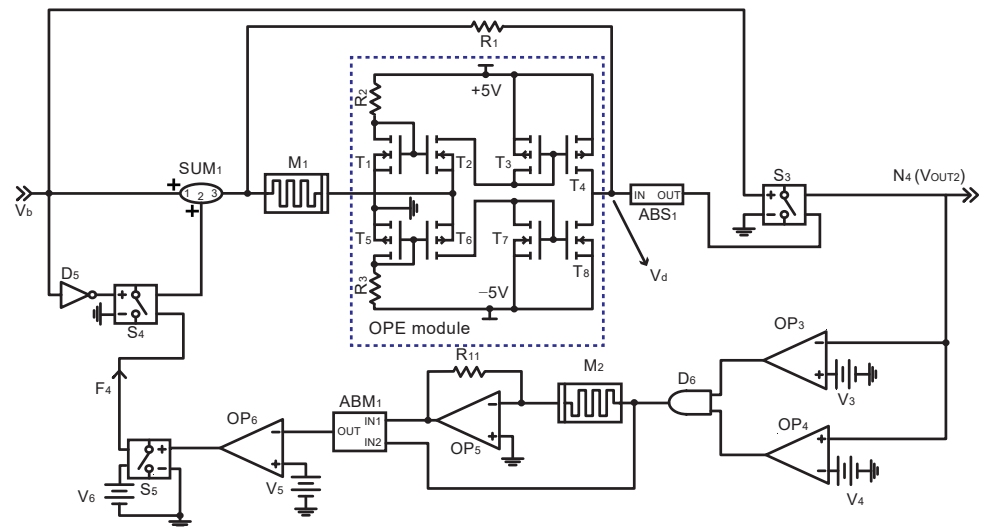 R1
+5V
R2
T1
T2
T3
T4
SUM1
1 2 3
M1
Vb
IN OUT
ABS1
S3
N4 (VOUT2)
T5
T6
T7
T8
Vd
R3
−5V
OPE module
D5
S4
F4
R11
M2
D6
OP3
V3
OP4
V4
OP6
ABM1
IN1
OUT
IN2
OP5
V5
S5
V6